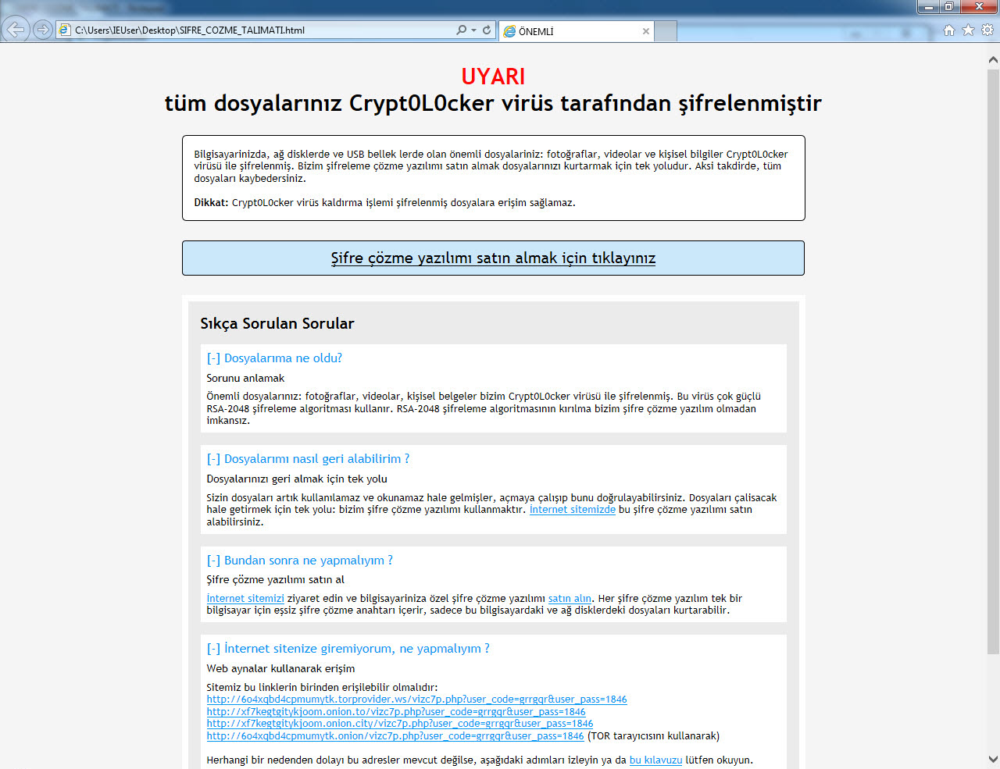 C:\Users\IEUser\Desktop\SIFRE_COZME_TALIMATI.html
ÖNEMLİ
UYARI
tüm dosyalarınız Crypt0L0cker virüs tarafından şifrelenmiştir
Bilgisayarinizda, ağ disklerde ve USB bellek lerde olan önemli dosyalariniz: fotoğraflar, videolar ve kişisel bilgiler Crypt0L0cker
virüsü ile şifrelenmiş. Bizim şifreleme çözme yazılımı satın almak dosyalarınızı kurtarmak için tek yoludur. Aksi takdirde, tüm
dosyaları kaybedersiniz.
Dikkat: Crypt0L0cker virüs kaldırma işlemi şifrelenmiş dosyalara erişim sağlamaz.
Şifre çözme yazılımı satın almak için tıklayınız
Sıkça Sorulan Sorular
[-] Dosyalarıma ne oldu?
Sorunu anlamak
Önemli dosyalarınız: fotoğraflar, videolar, kişisel belgeler bizim Crypt0L0cker virüsü ile şifrelenmiş. Bu virüs çok güçlü
RSA-2048 şifreleme algoritması kullanır. RSA-2048 şifreleme algoritmasının kırılma bizim şifre çözme yazılım olmadan
imkansız.
[-] Dosyalarımı nasıl geri alabilirim ?
Dosyalarınızı geri almak için tek yolu
Sizin dosyaları artık kullanılamaz ve okunamaz hale gelmişler, açmaya çalışıp bunu doğrulayabilirsiniz. Dosyaları çalisacak
hale getirmek için tek yolu: bizim şifre çözme yazılımı kullanmaktır. İnternet sitemizde bu şifre çözme yazılımı satın
alabilirsiniz.
[-] Bundan sonra ne yapmalıyım ?
Şifre çözme yazılımı satın al
İnternet sitemizi ziyaret edin ve bilgisayariniza özel şifre çözme yazılımı satın alın. Her şifre çözme yazılım tek bir
bilgisayar için eşsiz şifre çözme anahtarı içerir, sadece bu bilgisayardaki ve ağ disklerdeki dosyaları kurtarabilir.
[-] İnternet sitenize giremiyorum, ne yapmalıyım ?
Web aynalar kullanarak erişim
Sitemiz bu linklerin birinden erişilebilir olmalıdır:
http://6o4xqbd4cpmumytk.torprovider.ws/vizc7p.php?user_code=grrgqr&user_pass=1846
http://xf7kegtgitykjoom.onion.to/vizc7p.php?user_code=grrgqr&user_pass=1846
http://xf7kegtgitykjoom.onion.city/vizc7p.php?user_code=grrgqr&user_pass=1846
http://6o4xqbd4cpmumytk.onion/vizc7p.php?user_code=grrgqr&user_pass=1846 (TOR tarayıcısını kullanarak)
Herhangi bir nedenden dolayı bu adresler mevcut değilse, aşağıdaki adımları izleyin ya da bu kılavuzu lütfen okuyun.